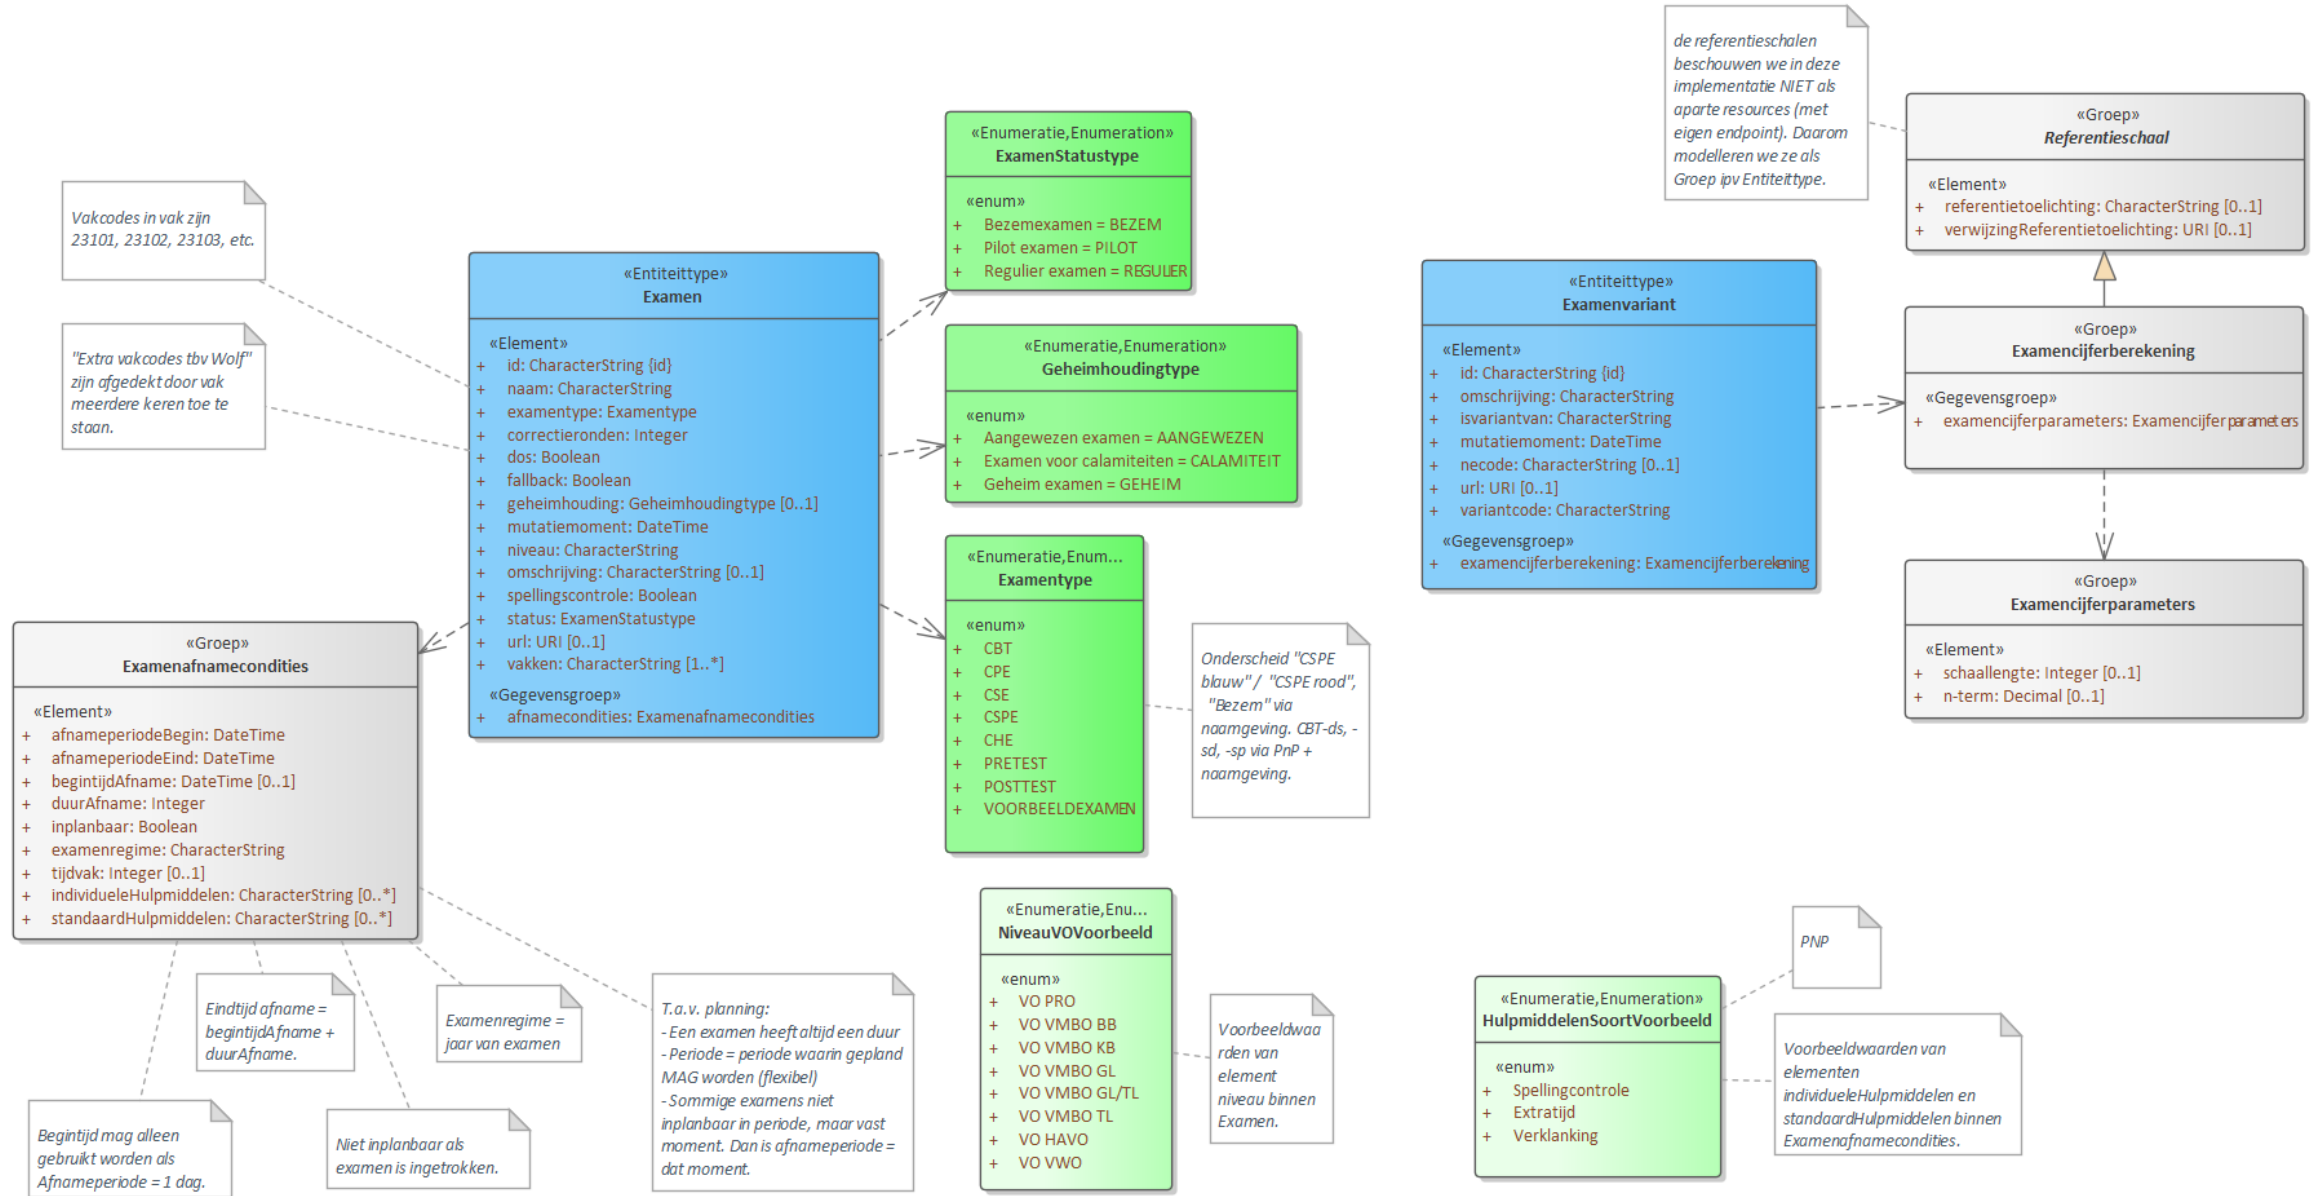 de referentieschalen
beschouwen we in deze
implementatie NIET als
aparte resources (met
eigen endpoint). Daarom
modelleren we ze als
Groep ipv Entiteittype.
«Groep»
Referentieschaal
«Element»
+ referentietoelichting: CharacterString [0..1]
+ verwijzingReferentietoelichting: URI [0..1]
«Enumeratie,Enumeration»
ExamenStatustype
«enum»
+ Bezemexamen = BEZEM
+ Pilot examen = PILOT
+ Regulier examen = REGULIER
Vakcodes in vak zijn
23101, 23102, 23103, etc.
"Extra vakcodes tbv Wolf"
zijn afgedekt door vak
meerdere keren toe te
staan.
«Entiteittype»
Examen
«Element»
+ id: CharacterString {id}
+ naam: CharacterString
+ examentype: Examentype
+ correctieronden: Integer
+ dos: Boolean
+ fallback: Boolean
+ geheimhouding: Geheimhoudingtype [0..1]
+ mutatiemoment: DateTime
+ niveau: CharacterString
+ omschrijving: CharacterString [0..1]
+ spellingscontrole: Boolean
+ status: ExamenStatustype
+ url: URI [0..1]
+ vakken: CharacterString [1..*]
«Gegevensgroep»
+ afnamecondities: Examenafnamecondities
«Enumeratie,Enumeration»
Geheimhoudingtype
«enum»
+ Aangewezen examen = AANGEWEZEN
+ Examen voor calamiteiten = CALAMITEIT
+ Geheim examen = GEHEIM
«Entiteittype»
Examenvariant
«Element»
+ id: CharacterString {id}
+ omschrijving: CharacterString
+ isvariantvan: CharacterString
+ mutatiemoment: DateTime
+ necode: CharacterString [0..1]
+ url: URI [0..1]
+ variantcode: CharacterString
«Gegevensgroep»
+ examencijferberekening: Examencijferberekening
«Groep»
Examencijferberekening
«Gegevensgroep»
+ examencijferparameters: Examencijferparameters
«Groep»
Examencijferparameters
«Element»
+ schaallengte: Integer [0..1]
+ n-term: Decimal [0..1]
«Enumeratie,Enum...
Examentype
«enum»
+ CBT
+ CPE
+ CSE
+ CSPE
+ CHE
+ PRETEST
+ POSTTEST
+ VOORBEELDEXAMEN
Onderscheid "CSPE
blauw" / "CSPE rood",
"Bezem" via
naamgeving. CBT-ds, -
sd, -sp via PnP +
naamgeving.
«Groep»
Examenafnamecondities
«Element»
+ afnameperiodeBegin: DateTime
+ afnameperiodeEind: DateTime
+ begintijdAfname: DateTime [0..1]
+ duurAfname: Integer
+ inplanbaar: Boolean
+ examenregime: CharacterString
+ tijdvak: Integer [0..1]
+ individueleHulpmiddelen: CharacterString [0..*]
+ standaardHulpmiddelen: CharacterString [0..*]
Eindtijd afname =
begintijdAfname +
duurAfname.
Examenregime =
jaar van examen
Begintijd mag alleen
gebruikt worden als
Afnameperiode = 1 dag.
Niet inplanbaar als
examen is ingetrokken.
T.a.v. planning:
- Een examen heeft altijd een duur
- Periode = periode waarin gepland
MAG worden (flexibel)
- Sommige examens niet
inplanbaar in periode, maar vast
moment. Dan is afnameperiode =
dat moment.
«Enumeratie,Enu...
NiveauVOVoorbeeld
«enum»
+ VO PRO
+ VO VMBO BB
+ VO VMBO KB
+ VO VMBO GL
+ VO VMBO GL/TL
+ VO VMBO TL
+ VO HAVO
+ VO VWO
Voorbeeldwaa
rden van
element
niveau binnen
Examen.
«Enumeratie,Enumeration»
HulpmiddelenSoortVoorbeeld
«enum»
+ Spellingcontrole
+ Extratijd
+ Verklanking
PNP
Voorbeeldwaarden van
elementen
individueleHulpmiddelen en
standaardHulpmiddelen binnen
Examenafnamecondities.